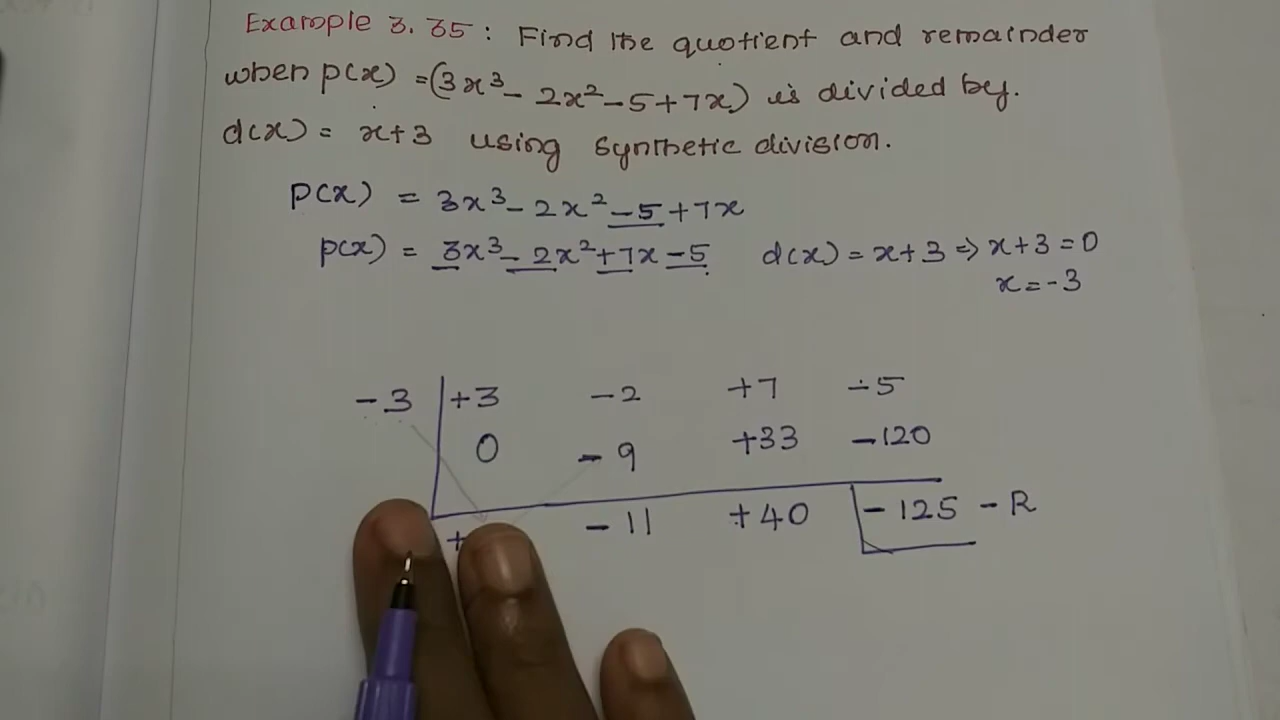 Example 3.35: Find the quotient and remainder
when p(x) = (3x³ - 2x² - 5 + 7x) is divided by.
d(x) = x+3 using synthetic division.
P(x) = 3x³ - 2x² - 5 + 7x
p(x) = 3x³ - 2x² + 7x - 5 d(x) = x+3 ⇒ x+3 = 0
x = -3
-3 +3 -2 +7 -5
0 -9 +33 -120
+ -11 +40 -125 - R